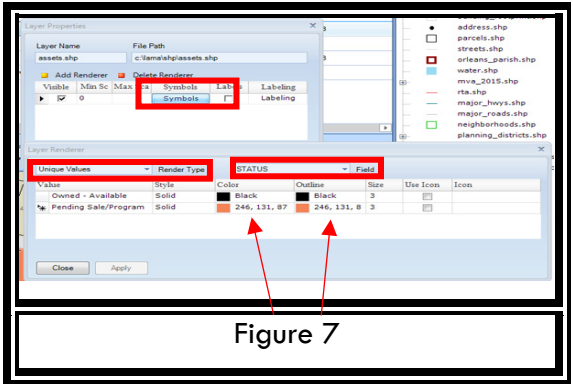 Layer Properties
Layer Name File Path
assets.shp c:\lama\shp\assets.shp
Add Renderer Delete Renderer
Visible Min Sc Max Sca Symbols Labels Labeling
0 Symbols Labeling
address.shp
parcels.shp
streets.shp
orleans_parish.shp
water.shp
mva_2015.shp
rta.shp
major_hwys.shp
major_roads.shp
neighborhoods.shp
planning_districts.shp
Layer Renderer
Unique Values Render Type STATUS Field
Value Style Color Outline Size Use Icon Icon
Owned - Available Solid Black Black 3
Pending Sale/Program Solid 246, 131, 87 246, 131, 8 3
Close Apply
Figure 7